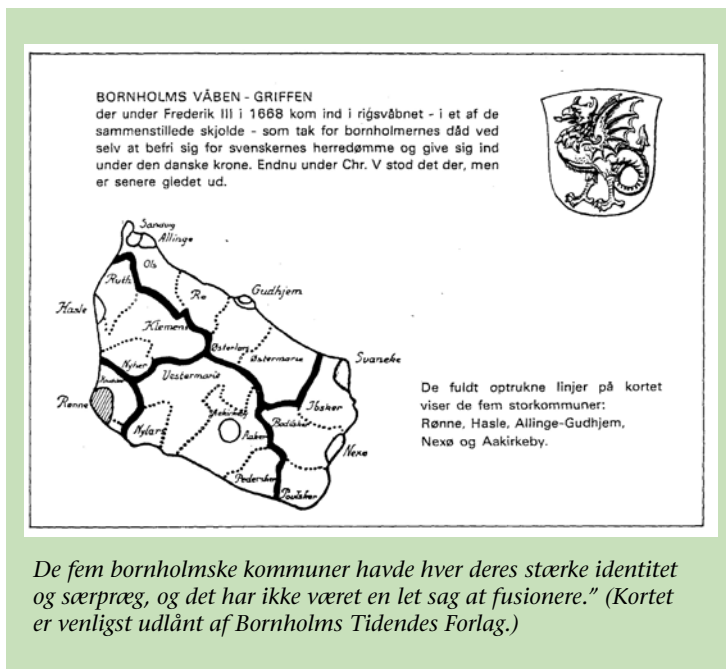 BORNHOLMS VÅBEN - GRIFFEN
der under Frederik III i 1668 kom ind i rigsvåbnet - i et af de
sammenstillede skjolde - som tak for bornholmernes dåd ved
selv at befri sig for svenskernes herredømme og give sig ind
under den danske krone. Endnu under Chr. V stod det der, men
er senere gledet ud.
Sandvig
Allinge
Ols
Ruth
Rø
Gudhjem
Hasle
Klemens
Østerlars
Østermarie
Svaneke
Nyker
Vestermarie
Knudsker
Ibsker
Rønne
Aakirkeby
Bodilsker
Nylars
Aaker
Nexø
Pedersker
Poulsker
De fuldt optrukne linjer på kortet
viser de fem storkommuner:
Rønne, Hasle, Allinge-Gudhjem,
Nexø og Aakirkeby.
De fem bornholmske kommuner havde hver deres stærke identitet
og særpræg, og det har ikke været en let sag at fusionere.” (Kortet
er venligst udlånt af Bornholms Tidendes Forlag.)